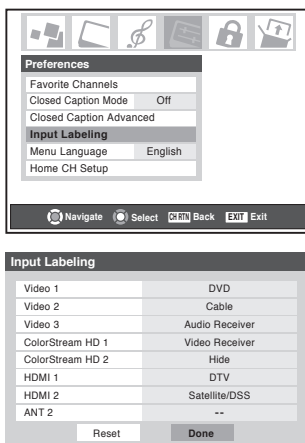 Preferences
Favorite Channels
Closed Caption Mode Off
Closed Caption Advanced
Input Labeling
Menu Language English
Home CH Setup
Navigate Select CH RTN Back EXIT Exit
Input Labeling
Video 1 DVD
Video 2 Cable
Video 3 Audio Receiver
ColorStream HD 1 Video Receiver
ColorStream HD 2 Hide
HDMI 1 DTV
HDMI 2 Satellite/DSS
ANT 2 --
Reset Done